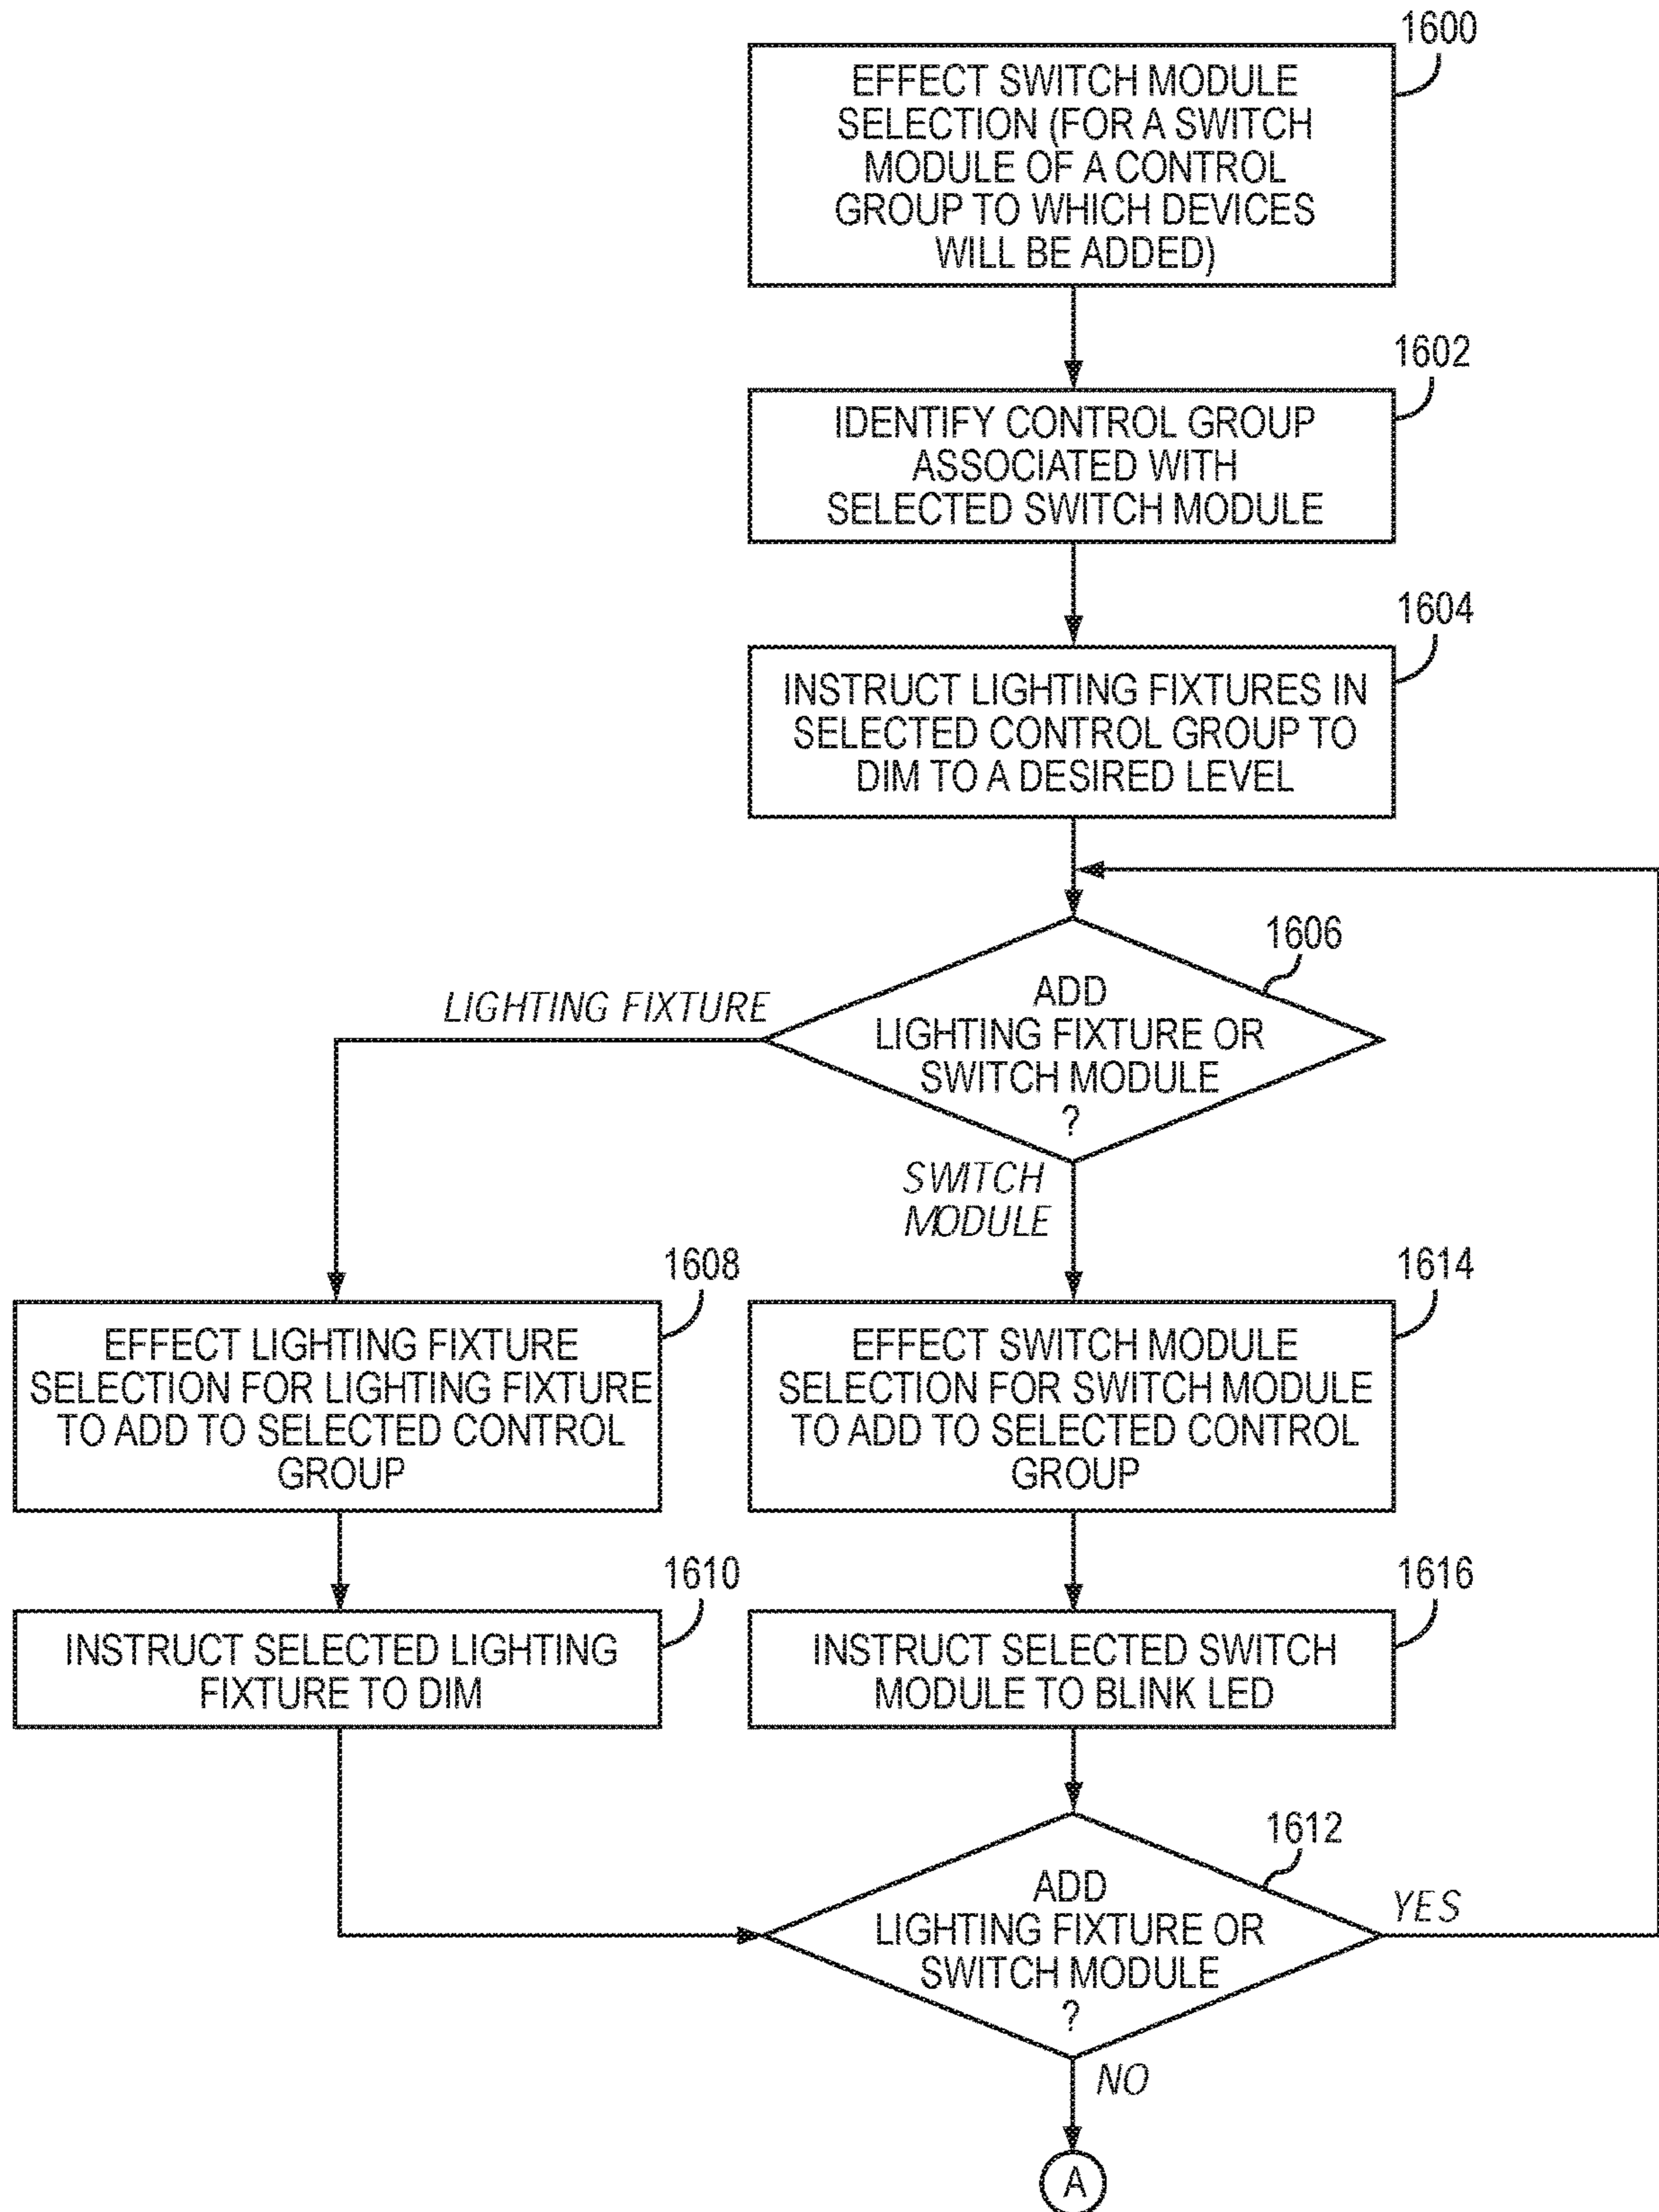 1600
EFFECT SWITCH MODULE
SELECTION (FOR A SWITCH
MODULE OF A CONTROL
GROUP TO WHICH DEVICES
WILL BE ADDED)
1602
IDENTIFY CONTROL GROUP
ASSOCIATED WITH
SELECTED SWITCH MODULE
1604
INSTRUCT LIGHTING FIXTURES IN
SELECTED CONTROL GROUP TO
DIM TO A DESIRED LEVEL
1606
ADD
LIGHTING FIXTURE OR
SWITCH MODULE
?
LIGHTING FIXTURE
SWITCH
MODULE
1608
EFFECT LIGHTING FIXTURE
SELECTION FOR LIGHTING FIXTURE
TO ADD TO SELECTED CONTROL
GROUP
1614
EFFECT SWITCH MODULE
SELECTION FOR SWITCH MODULE
TO ADD TO SELECTED CONTROL
GROUP
1610
INSTRUCT SELECTED LIGHTING
FIXTURE TO DIM
1616
INSTRUCT SELECTED SWITCH
MODULE TO BLINK LED
1612
ADD
LIGHTING FIXTURE OR
SWITCH MODULE
?
YES
NO
A